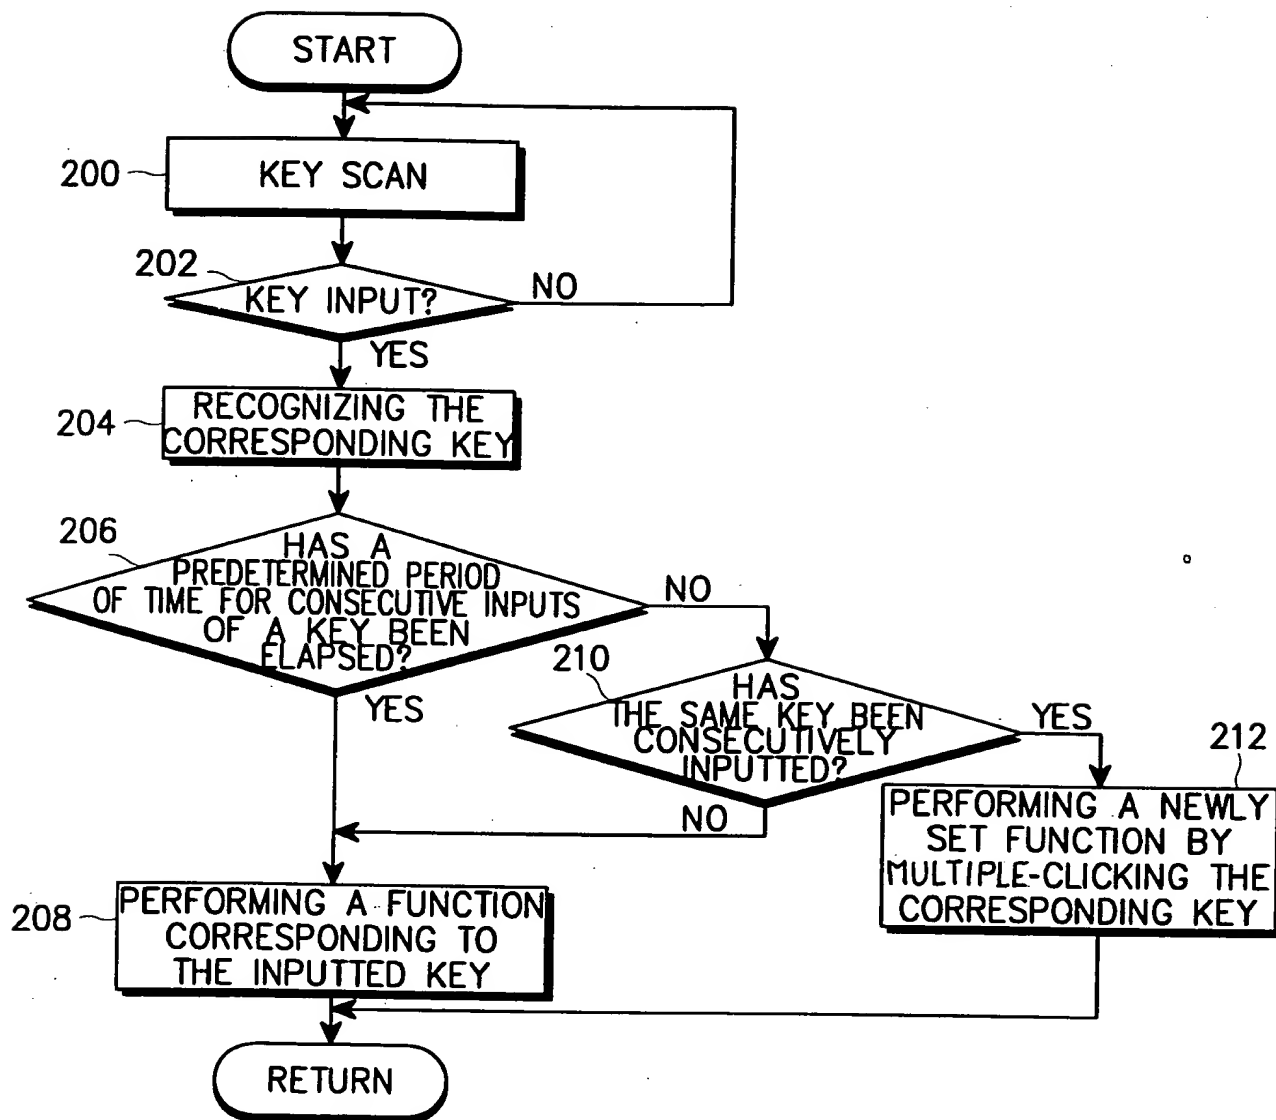 START
200
KEY SCAN
202
KEY INPUT?
NO
YES
204
RECOGNIZING THE
CORRESPONDING KEY
206
HAS A
PREDETERMINED PERIOD
OF TIME FOR CONSECUTIVE INPUTS
OF A KEY BEEN
ELAPSED?
NO
YES
210
HAS
THE SAME KEY BEEN
CONSECUTIVELY
INPUTTED?
YES
NO
212
PERFORMING A NEWLY
SET FUNCTION BY
MULTIPLE-CLICKING THE
CORRESPONDING KEY
208
PERFORMING A FUNCTION
CORRESPONDING TO
THE INPUTTED KEY
RETURN